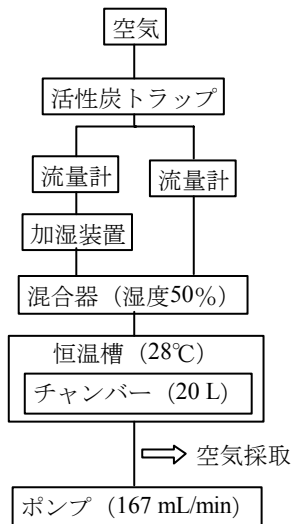 空気
活性炭トラップ
流量計
流量計
加湿装置
混合器（湿度50%）
恒温槽（28℃）
チャンバー（20 L）
空気採取
ポンプ（167 mL/min）